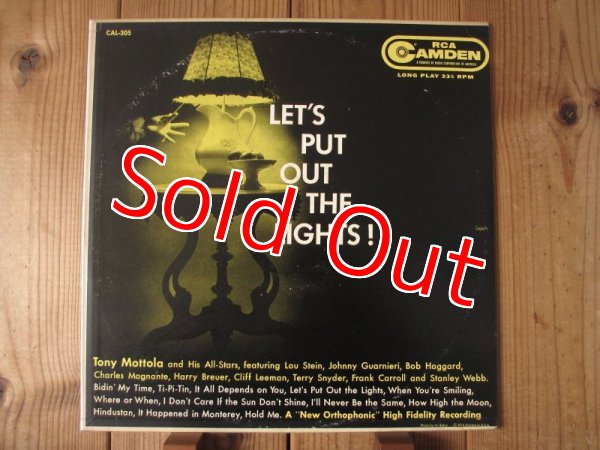 CAL-305
RCA
CAMDEN
A PRODUCT OF RADIO CORPORATION OF AMERICA
LONG PLAY 33⅓ RPM
LET'S
PUT
OUT
THE
LIGHTS!
Sold Out
Tony Mottola and His All-Stars, featuring Lou Stein, Johnny Guarnieri, Bob Haggard,
Charles Magnante, Harry Breuer, Cliff Leeman, Terry Snyder, Frank Carroll and Stanley Webb.
Bidin' My Time, Ti-Pi-Tin, It All Depends on You, Let's Put Out the Lights, When You're Smiling,
Where or When, I Don't Care If the Sun Don't Shine, I'll Never Be the Same, How High the Moon,
Hindustan, It Happened in Monterey, Hold Me. A "New Orthophonic" High Fidelity Recording